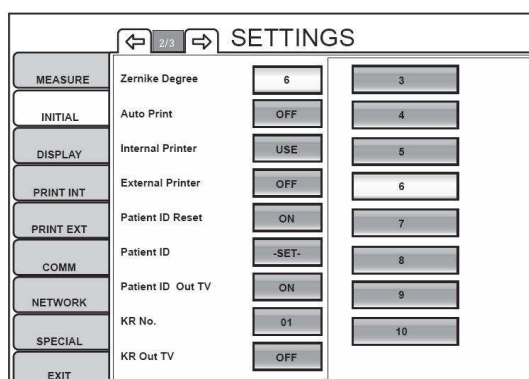 2/3 SETTINGS
MEASURE
INITIAL
DISPLAY
PRINT INT
PRINT EXT
COMM
NETWORK
SPECIAL
EXIT
Zernike Degree 6
Auto Print OFF
Internal Printer USE
External Printer OFF
Patient ID Reset ON
Patient ID -SET-
Patient ID Out TV ON
KR No. 01
KR Out TV OFF
3
4
5
6
7
8
9
10